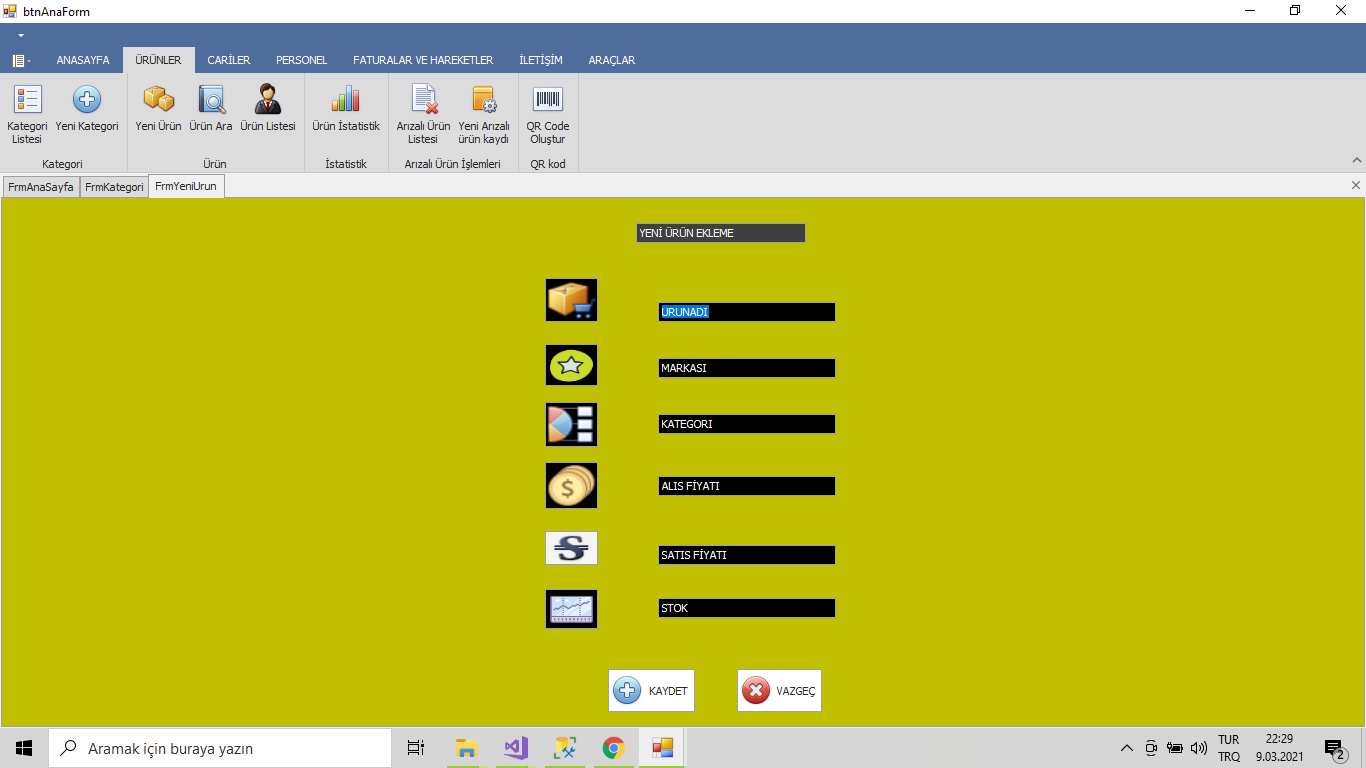 btnAnaForm
ANASAYFA ÜRÜNLER CARİLER PERSONEL FATURALAR VE HAREKETLER İLETİŞİM ARAÇLAR
Kategori Listesi
Yeni Kategori
Kategori
Yeni Ürün
Ürün Ara
Ürün Listesi
Ürün
Ürün İstatistik
İstatistik
Arızalı Ürün Listesi
Yeni Arızalı ürün kaydı
Arızalı Ürün İşlemleri
QR Code Oluştur
QR kod
FrmAnaSayfa FrmKategori FrmYeniUrun
YENİ ÜRÜN EKLEME
URUNADI
MARKASI
KATEGORI
ALIS FİYATI
SATIS FİYATI
STOK
KAYDET VAZGEÇ
Aramak için buraya yazın
TUR
TRQ
22:29
9.03.2021
2